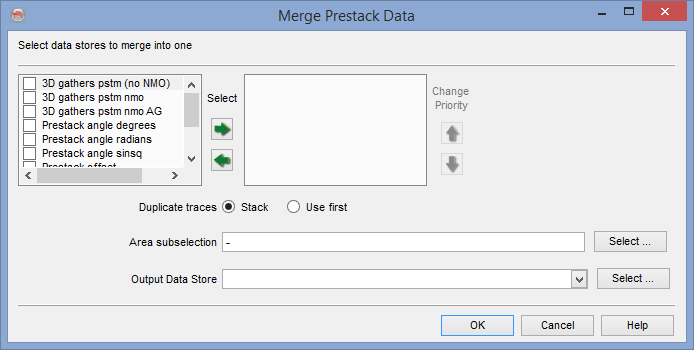 Merge Prestack Data
Select data stores to merge into one
3D gathers pstm (no NMO)
3D gathers pstm nmo
3D gathers pstm nmo AG
Prestack angle degrees
Prestack angle radians
Prestack angle sinsq
Prestack offset
Select
Change
Priority
Duplicate traces Stack Use first
Area subselection - Select ...
Output Data Store Select ...
OK Cancel Help